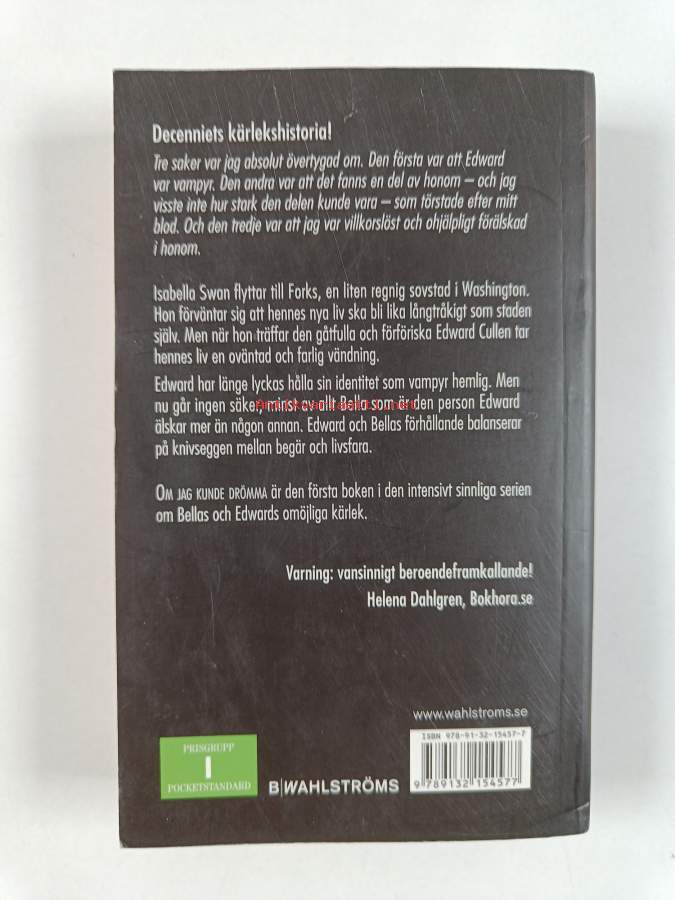 Decenniets kärlekshistoria!
Tre saker var jag absolut övertygad om. Den första var att Edward
var vampyr. Den andra var att det fanns en del av honom – och jag
visste inte hur stark den delen kunde vara – som törstade efter mitt
blod. Och den tredje var att jag var villkorslöst och ohjälpligt förälskad
i honom.
Isabella Swan flyttar till Forks, en liten regnig sovstad i Washington.
Hon förväntar sig att hennes nya liv ska bli lika långtråkigt som staden
själv. Men när hon träffar den gåtfulla och förföriska Edward Cullen tar
hennes liv en oväntad och farlig vändning.
Edward har länge lyckas hålla sin identitet som vampyr hemlig. Men
nu går ingen säker, minst av allt Bella som är den person Edward
älskar mer än någon annan. Edward och Bellas förhållande balanserar
på knivseggen mellan begär och livsfara.
OM JAG KUNDE DRÖMMA är den första boken i den intensivt sinnliga serien
om Bellas och Edwards omöjliga kärlek.
Varning: vansinnigt beroendeframkallande!
Helena Dahlgren, Bokhora.se
www.wahlstroms.se
PRISGRUPP
1
POCKETSTANDARD
B|WAHLSTRÖMS
ISBN 978-91-32-15457-7
9 789132 154577